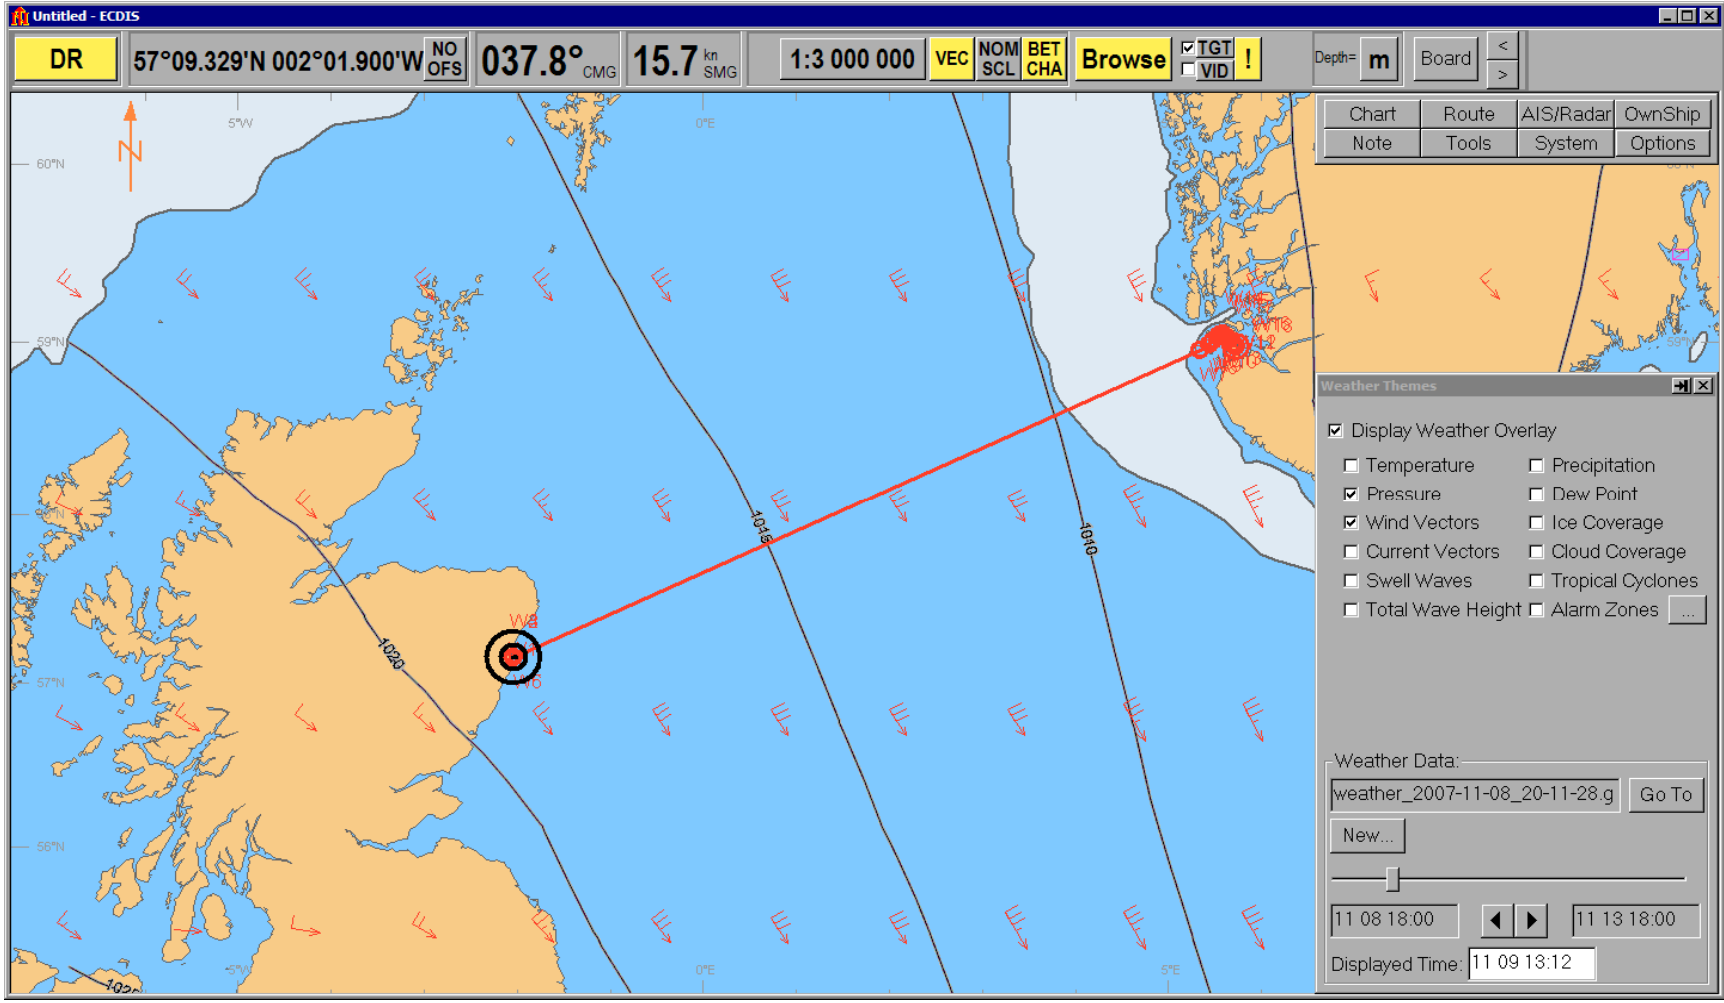 Untitled - ECDIS
DR
57°09.329'N 002°01.900'W
NO OFS
037.8° CMG
15.7 kn SMG
1:3 000 000
VEC
NOM SCL
BET CHA
Browse
TGT
VID
!
Depth=
m
Board
<
>
Chart Route AIS/Radar OwnShip
Note Tools System Options
N
5°W
0°E
60°N
59°N
59°N
W16
W8
W6
57°N
56°N
1015
1010
1020
5°W
0°E
5°E
Weather Themes
Display Weather Overlay
Temperature Precipitation
Pressure Dew Point
Wind Vectors Ice Coverage
Current Vectors Cloud Coverage
Swell Waves Tropical Cyclones
Total Wave Height Alarm Zones ...
Weather Data:
weather_2007-11-08_20-11-28.g Go To
New...
11 08 18:00 11 13 18:00
Displayed Time: 11 09 13:12